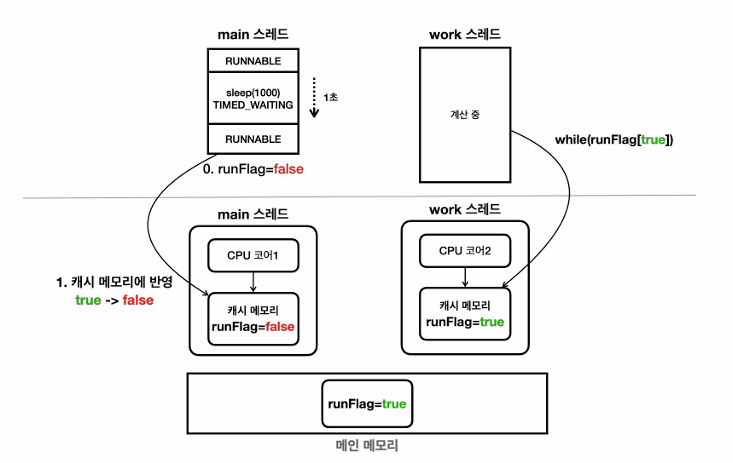 main 스레드
work 스레드
RUNNABLE
sleep(1000)
TIMED_WAITING
1초
RUNNABLE
계산 중
while(runFlag[true])
0. runFlag=false
main 스레드
work 스레드
CPU 코어1
CPU 코어2
1. 캐시 메모리에 반영
true -> false
캐시 메모리
runFlag=false
캐시 메모리
runFlag=true
runFlag=true
메인 메모리